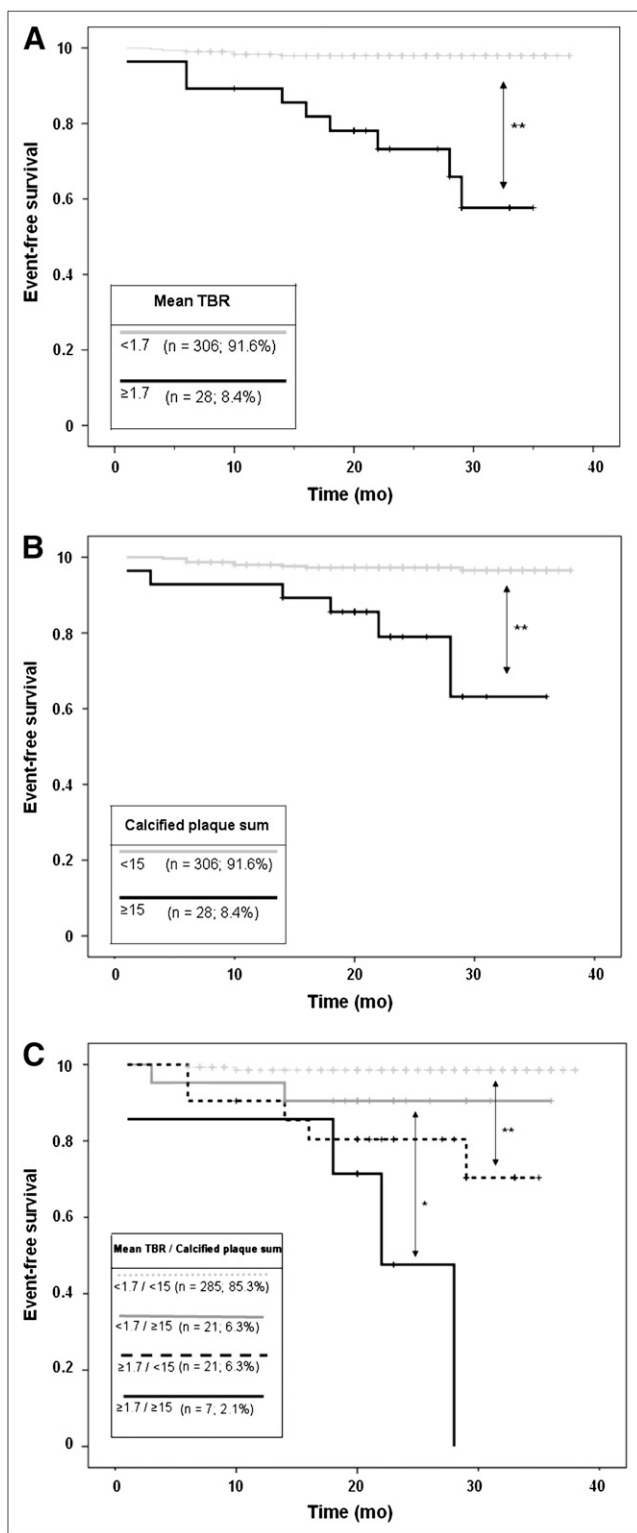 A
10
0.8
0.6
0.4
0.2
0
Event-free survival
**
Mean TBR
<1.7 (n = 306; 91.6%)
≥1.7 (n = 28; 8.4%)
0 10 20 30 40
Time (mo)
B
10
0.8
0.6
0.4
0.2
0
Event-free survival
**
Calcified plaque sum
<15 (n = 306; 91.6%)
≥15 (n = 28; 8.4%)
0 10 20 30 40
Time (mo)
C
10
0.8
0.6
0.4
0.2
0
Event-free survival
**
*
Mean TBR / Calcified plaque sum
<1.7 / <15 (n = 285, 85.3%)
<1.7 / ≥15 (n = 21; 6.3%)
≥1.7 / <15 (n = 21; 6.3%)
≥1.7 / ≥15 (n = 7; 2.1%)
0 10 20 30 40
Time (mo)